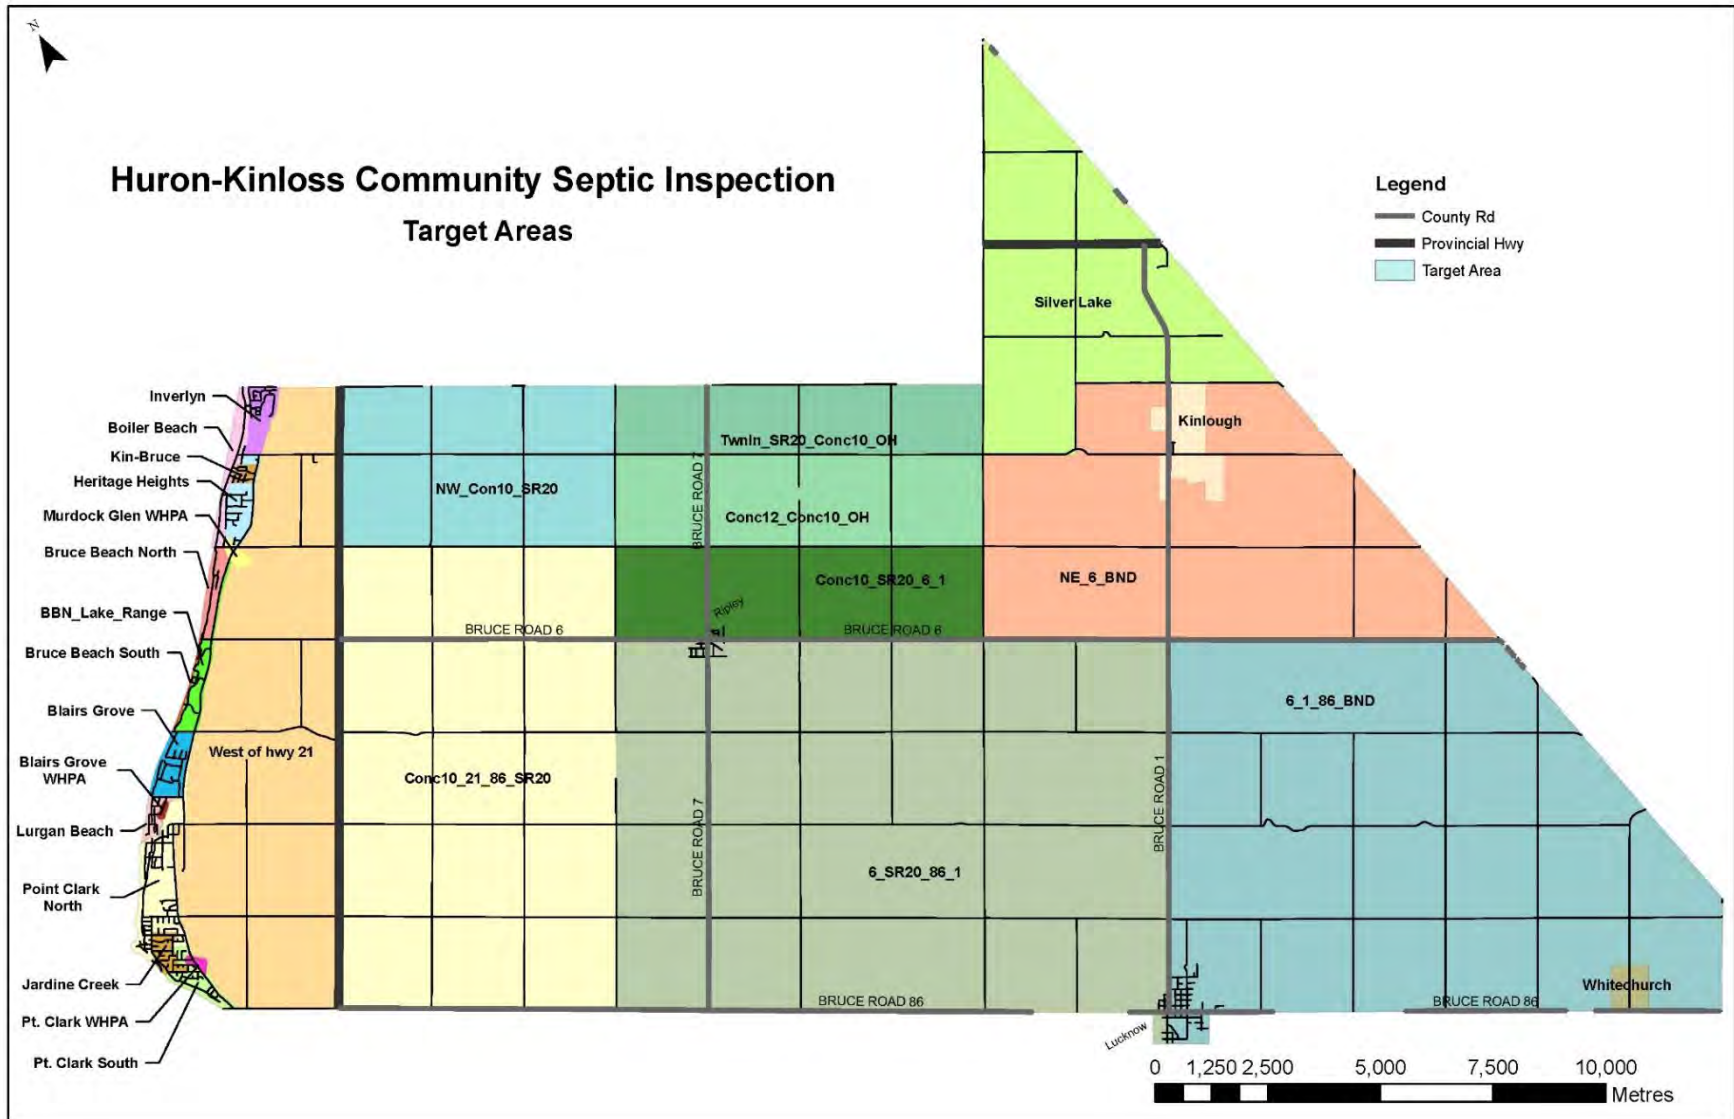 N
Huron-Kinloss Community Septic Inspection
Target Areas
Legend
County Rd
Provincial Hwy
Target Area
Silver Lake
Inverlyn
Boiler Beach
Kin-Bruce
Heritage Heights
Murdock Glen WHPA
Bruce Beach North
BBN_Lake_Range
Bruce Beach South
Blairs Grove
Blairs Grove
WHPA
Lurgan Beach
Point Clark
North
Jardine Creek
Pt. Clark WHPA
Pt. Clark South
West of hwy 21
NW_Con10_SR20
Twnln_SR20_Conc10_OH
BRUCE ROAD 7
Conc12_Conc10_OH
Kinlough
Conc10_SR20_6_1
NE_6_BND
Ripley
BRUCE ROAD 6
BRUCE ROAD 6
6_1_86_BND
Conc10_21_86_SR20
BRUCE ROAD 7
BRUCE ROAD 1
6_SR20_86_1
Whitechurch
BRUCE ROAD 86
BRUCE ROAD 86
Lucknow
0 1,250 2,500 5,000 7,500 10,000
Metres